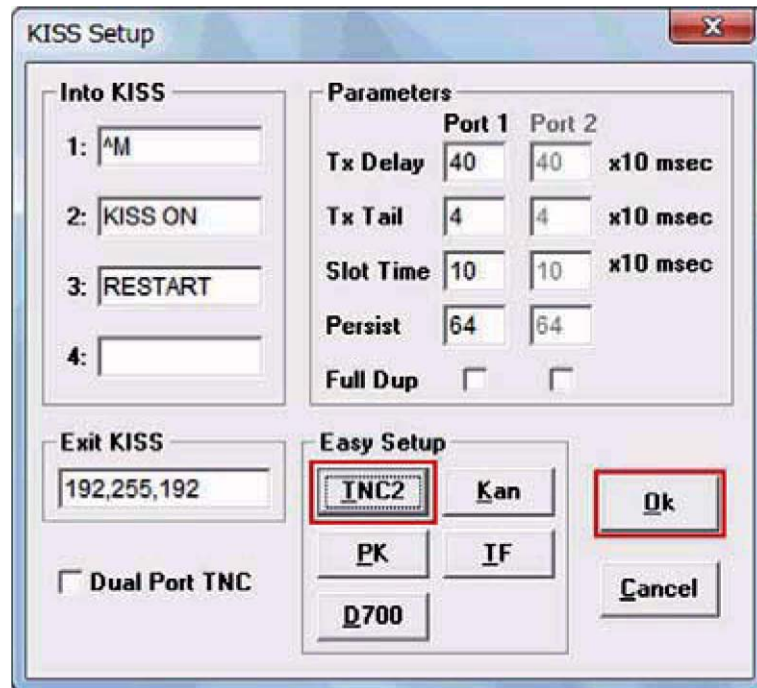 KISS Setup
Into KISS
1: ^M
2: KISS ON
3: RESTART
4:
Parameters
Port 1 Port 2
Tx Delay 40 40 x10 msec
Tx Tail 4 4 x10 msec
Slot Time 10 10 x10 msec
Persist 64 64
Full Dup
Exit KISS
192,255,192
Dual Port TNC
Easy Setup
TNC2 Kan
PK TF
D700
Ok
Cancel